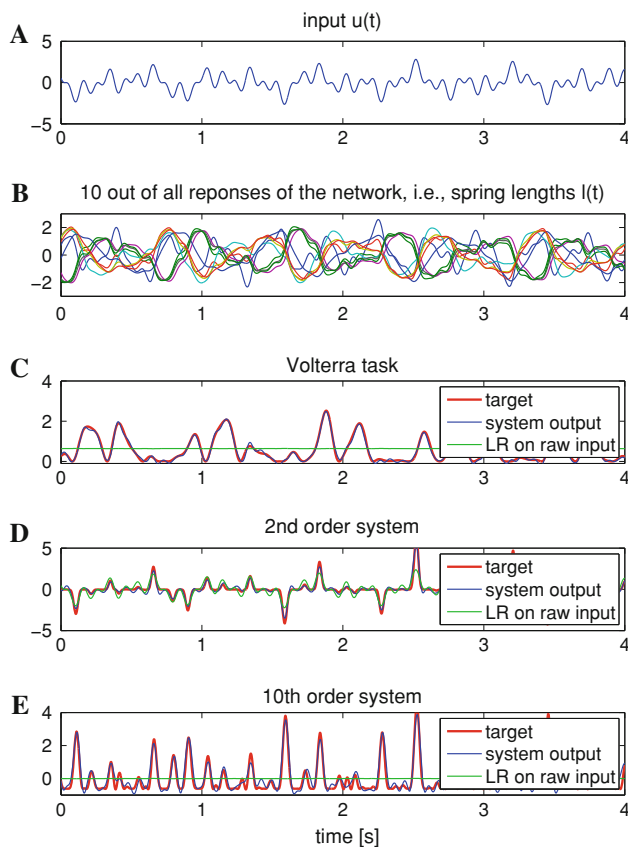 A
input u(t)
5
0
−5
0
1
2
3
4
B
10 out of all reponses of the network, i.e., spring lengths l(t)
2
0
−2
0
1
2
3
4
C
Volterra task
4
2
0
0
1
2
3
4
target
system output
LR on raw input
D
2nd order system
5
0
−5
0
1
2
3
4
target
system output
LR on raw input
E
10th order system
4
2
0
0
1
2
3
4
target
system output
LR on raw input
time [s]